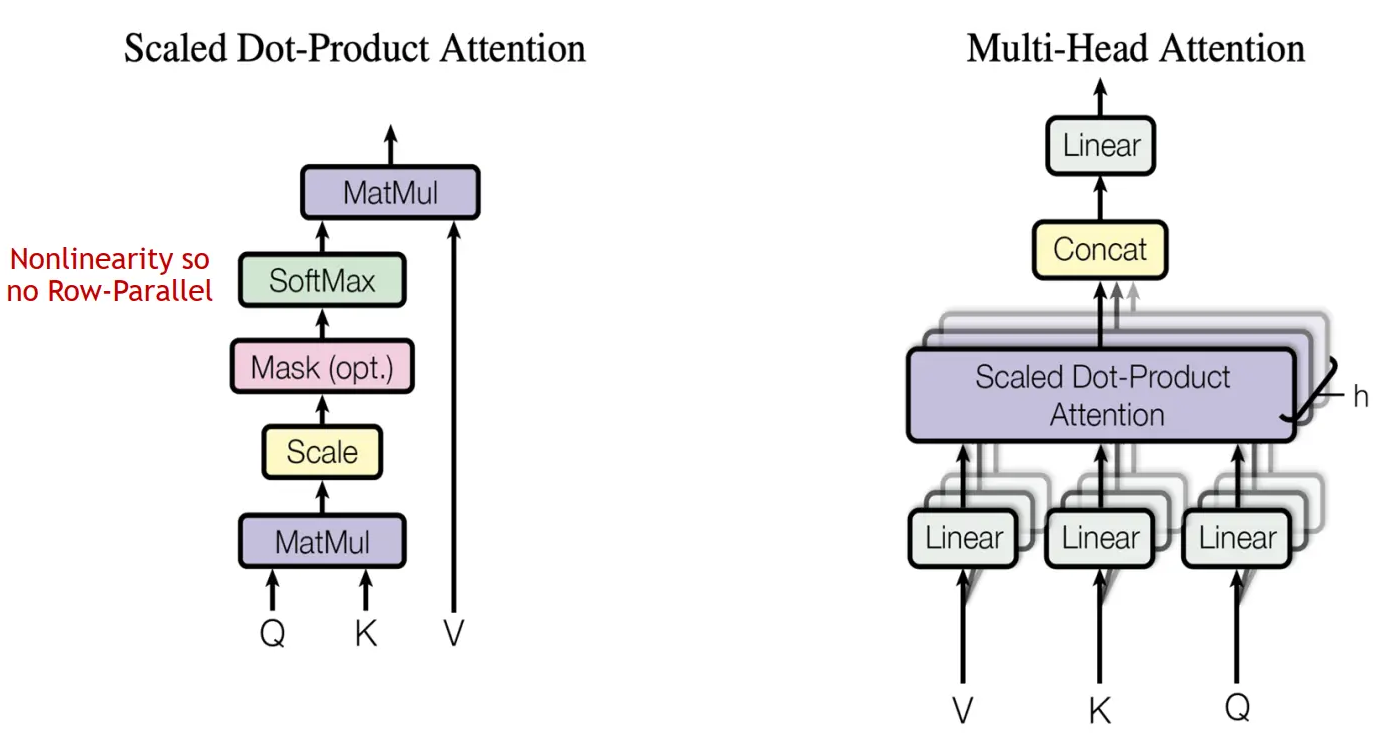 Scaled Dot-Product Attention
MatMul
Nonlinearity so
no Row-Parallel
SoftMax
Mask (opt.)
Scale
MatMul
Q K V
Multi-Head Attention
Linear
Concat
Scaled Dot-Product
Attention
h
Linear Linear Linear
V K Q